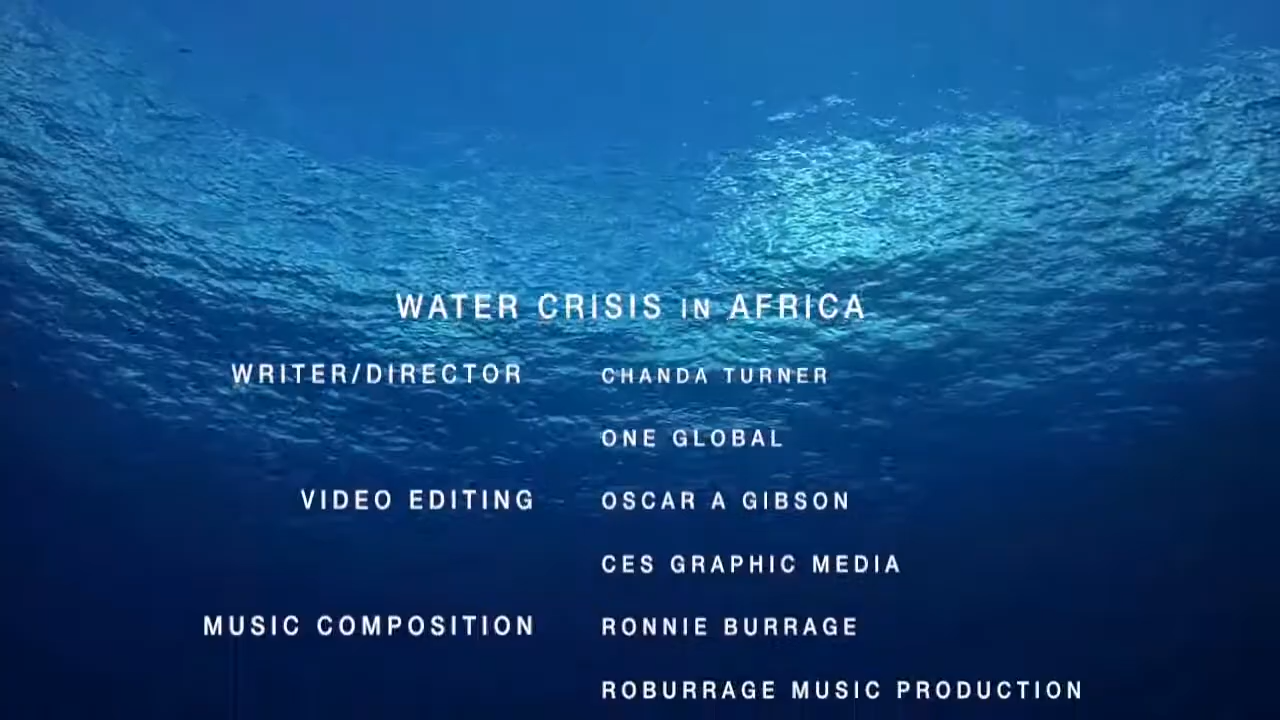 WATER CRISIS IN AFRICA
WRITER/DIRECTOR CHANDA TURNER
ONE GLOBAL
VIDEO EDITING OSCAR A GIBSON
CES GRAPHIC MEDIA
MUSIC COMPOSITION RONNIE BURRAGE
ROBURRAGE MUSIC PRODUCTION